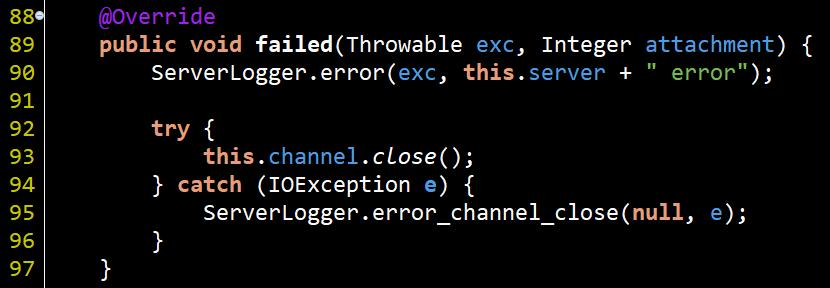 88 @Override
89 public void failed(Throwable exc, Integer attachment) {
90 ServerLogger.error(exc, this.server + " error");
91
92 try {
93 this.channel.close();
94 } catch (IOException e) {
95 ServerLogger.error_channel_close(null, e);
96 }
97 }